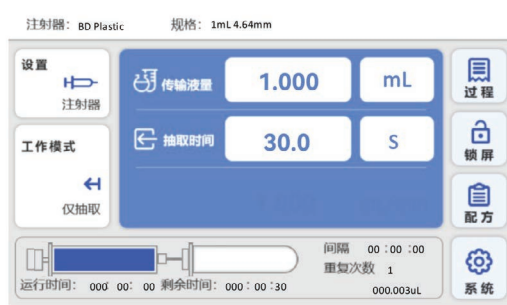 注射器: BD Plastic 规格: 1mL 4.64mm
设置
注射器
传输液量 1.000 mL
过程
工作模式
仅抽取
抽取时间 30.0 S
锁屏
配方
间隔 00 :00 :00
重复次数 1
运行时间: 000: 00: 00 剩余时间: 000 : 00 :30
000.003uL
系统